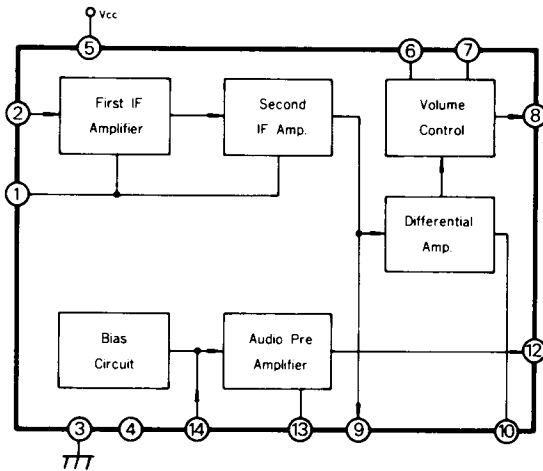 Vcc
5
6
7
2
First IF
Amplifier
Second
IF Amp.
Volume
Control
8
1
Differential
Amp.
Bias
Circuit
Audio Pre
Amplifier
12
3
4
14
13
9
10